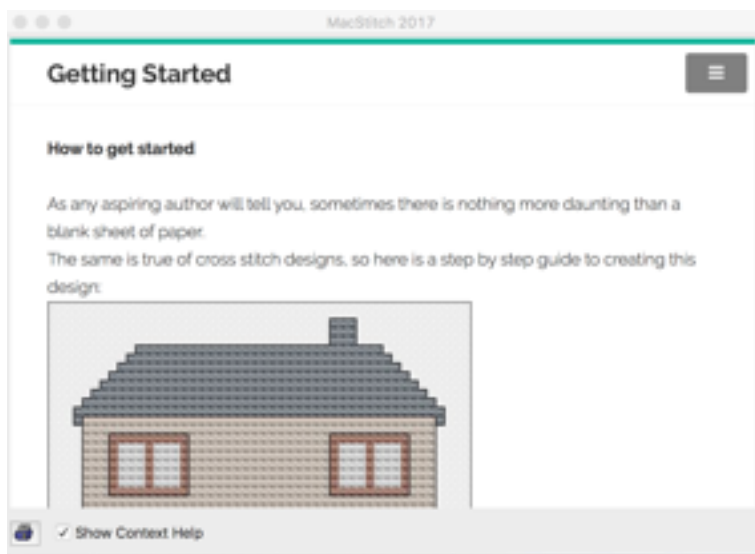 MacStitch 2017
Getting Started
How to get started
As any aspiring author will tell you, sometimes there is nothing more daunting than a
blank sheet of paper.
The same is true of cross stitch designs, so here is a step by step guide to creating this
design:
Show Context Help